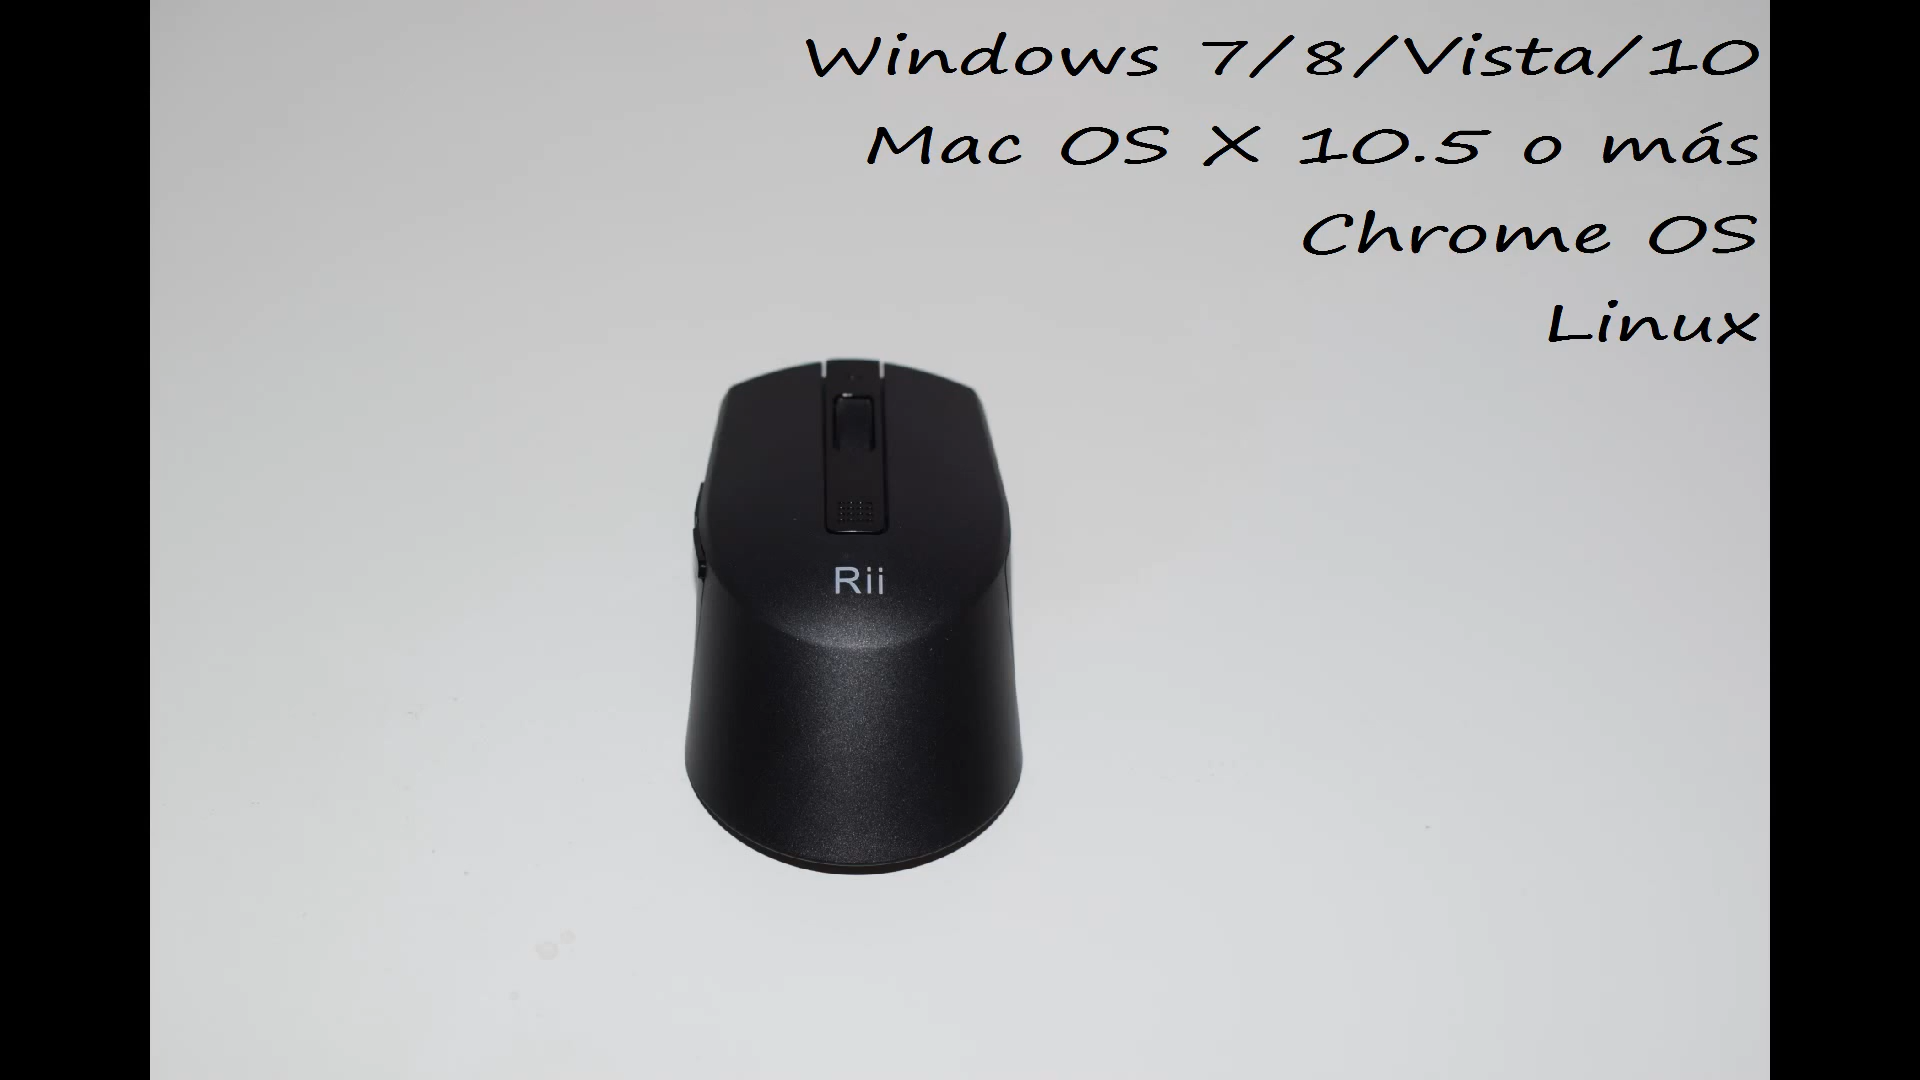 Windows 7/8/Vista/10
Mac OS X 10.5 o más
Chrome OS
Linux
Rii